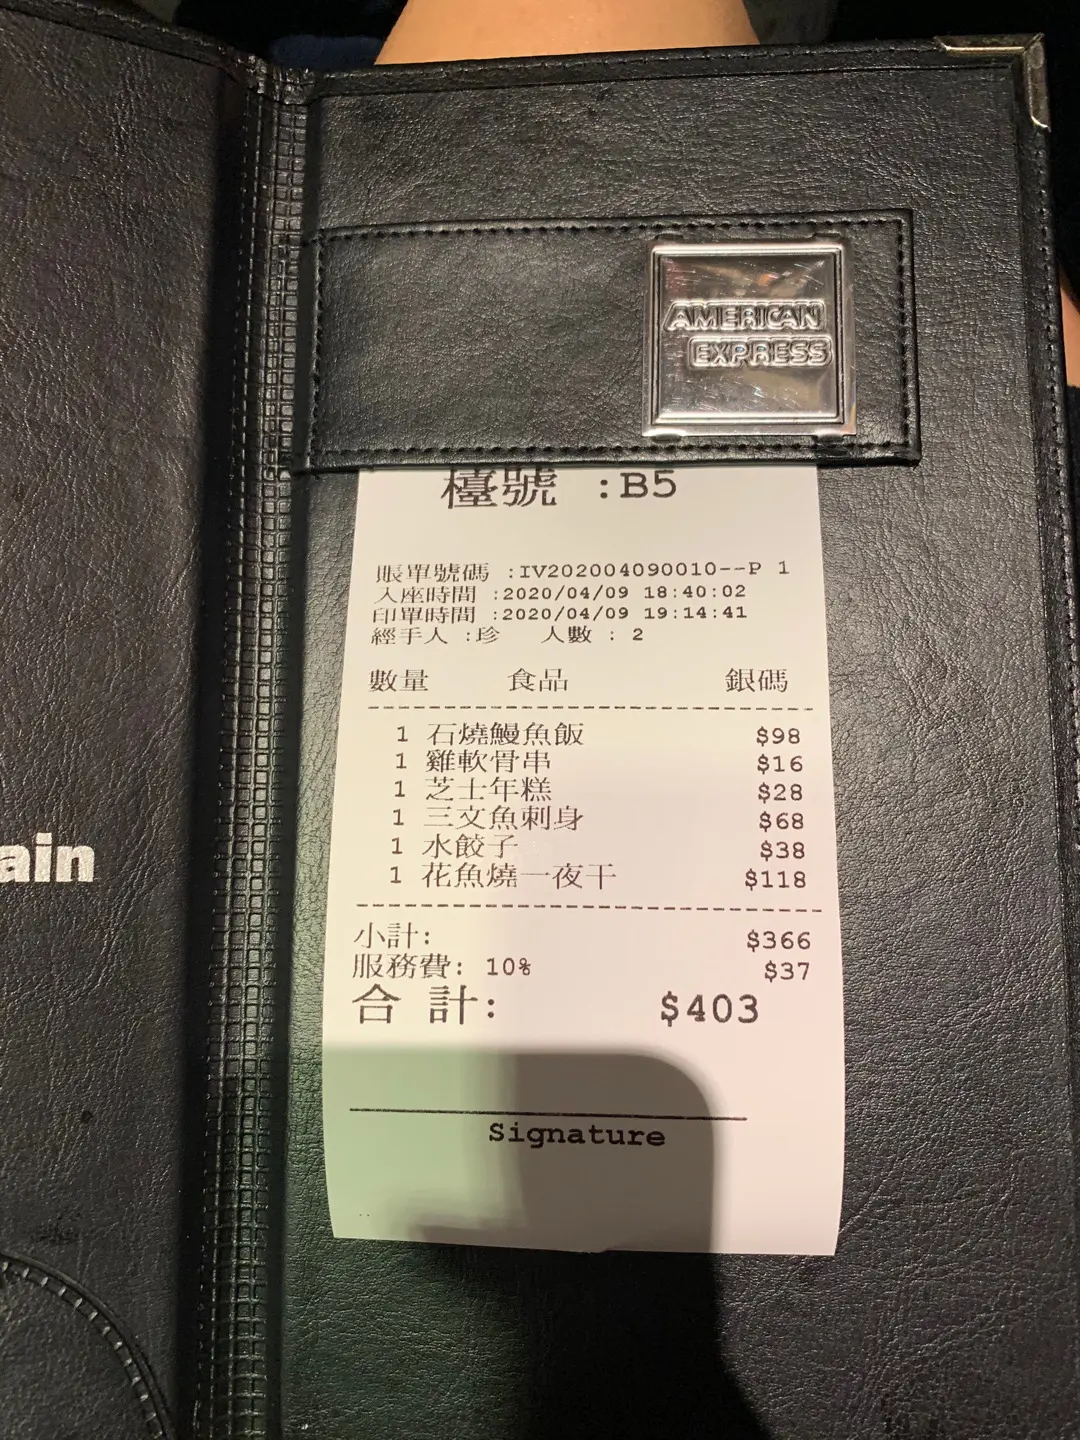 AMERICAN
EXPRESS
檯號 :B5
賬單號碼 :IV202004090010--P 1
入座時間 :2020/04/09 18:40:02
印單時間 :2020/04/09 19:14:41
經手人 :珍 人數 : 2
數量 食品 銀碼
1 石燒鰻魚飯 $98
1 雞軟骨串 $16
1 芝士年糕 $28
1 三文魚刺身 $68
1 水餃子 $38
1 花魚燒一夜干 $118
小計: $366
服務費: 10% $37
合 計: $403
Signature
ain